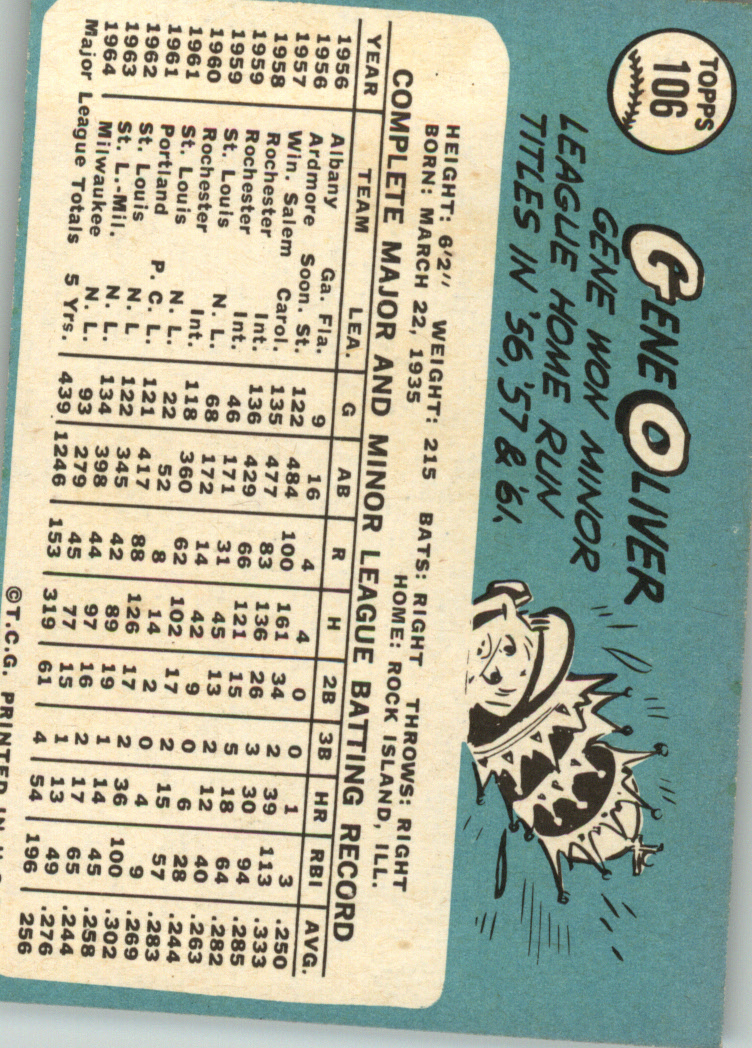 TOPPS
106
GENE OLIVER
GENE WON MINOR
LEAGUE HOME RUN
TITLES IN '56, '57 & '61.
HEIGHT: 6'2" WEIGHT: 215 BATS: RIGHT THROWS: RIGHT
BORN: MARCH 22, 1935 HOME: ROCK ISLAND, ILL.
COMPLETE MAJOR AND MINOR LEAGUE BATTING RECORD
YEAR TEAM LEA. G AB R H 2B 3B HR RBI AVG.
1956 Albany Ga. Fla. 9 16 4 4 0 0 1 3 .250
1956 Ardmore Soon. St. 122 484 100 161 34 2 39 113 .333
1957 Win. Salem Carol. 135 477 83 136 26 3 30 94 .285
1958 Rochester Int. 136 429 66 121 15 5 18 64 .282
1959 Rochester Int. 46 171 31 45 13 2 12 40 .263
1959 St. Louis N. L. 68 172 14 42 9 0 6 28 .244
1960 Rochester Int. 118 360 62 102 17 2 15 57 .283
1961 St. Louis N. L. 22 52 8 14 2 0 4 9 .269
1961 Portland P. C. L. 121 417 88 126 17 2 36 100 .302
1962 St. Louis N. L. 122 345 42 89 19 1 14 45 .258
1963 St. L.-Mil. N. L. 134 398 44 97 16 2 17 65 .244
1964 Milwaukee N. L. 93 279 45 77 15 1 13 49 .276
Major League Totals 5 Yrs. 439 1246 153 319 61 4 54 196 256
©T.C.G. PRINTED IN U.S.